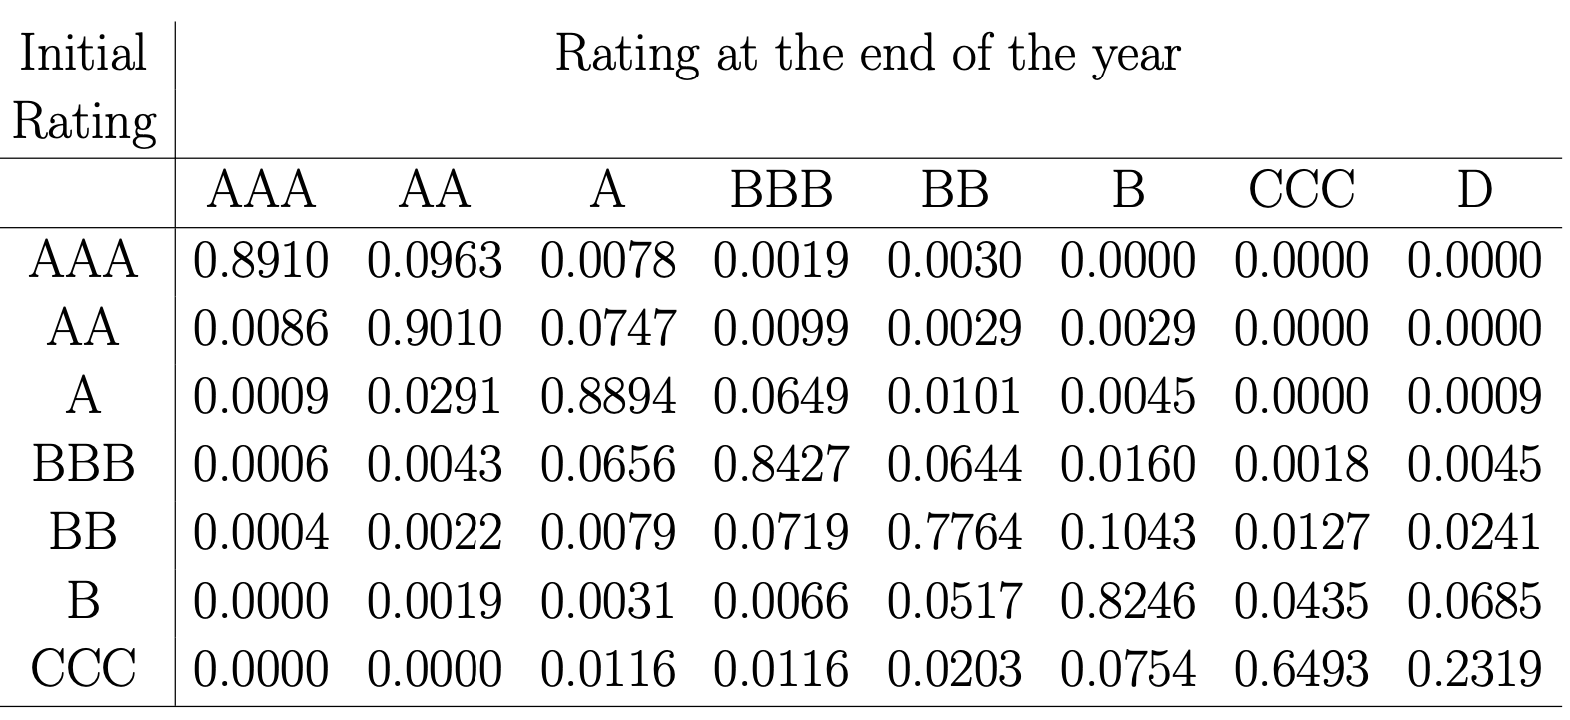 Initial Rating at the end of the year
Rating
AAA AA A BBB BB B CCC D
AAA 0.8910 0.0963 0.0078 0.0019 0.0030 0.0000 0.0000 0.0000
AA 0.0086 0.9010 0.0747 0.0099 0.0029 0.0029 0.0000 0.0000
A 0.0009 0.0291 0.8894 0.0649 0.0101 0.0045 0.0000 0.0009
BBB 0.0006 0.0043 0.0656 0.8427 0.0644 0.0160 0.0018 0.0045
BB 0.0004 0.0022 0.0079 0.0719 0.7764 0.1043 0.0127 0.0241
B 0.0000 0.0019 0.0031 0.0066 0.0517 0.8246 0.0435 0.0685
CCC 0.0000 0.0000 0.0116 0.0116 0.0203 0.0754 0.6493 0.2319